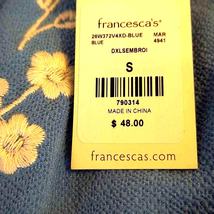 francesca's®
26W372V4XD-BLUE MAR
BLUE 4941
DXLSEMBROI
S
790314
MADE IN CHINA
$ 48.00
francescas.com